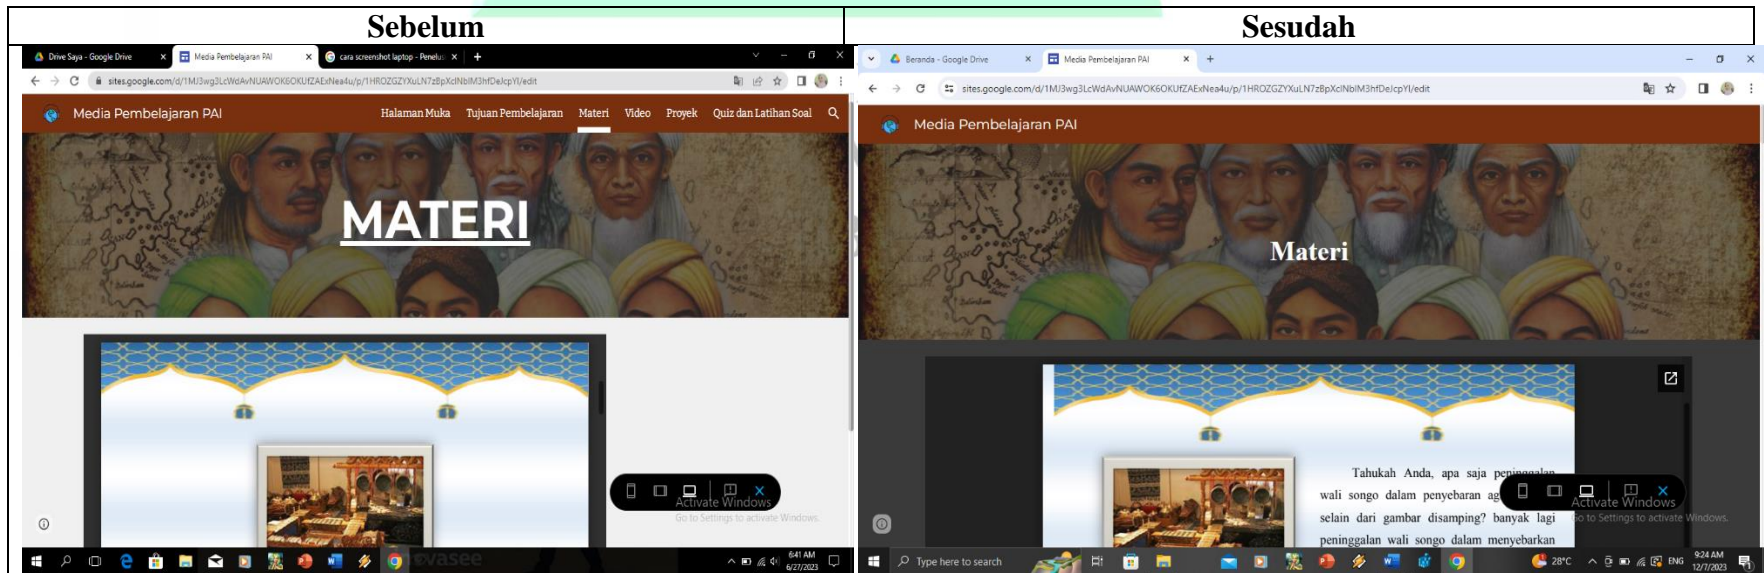 Sebelum
Sesudah
Drive Saya - Google Drive
Media Pembelajaran PAI
cara screenshot laptop - Penelus
sites.google.com/d/1MJ3wg3LcWdAvNUAWOK6OKUfZAExNea4u/p/1HROZGZYXuLN7zBpXcINbIM3hfDeJcpYI/edit
Media Pembelajaran PAI
Halaman Muka Tujuan Pembelajaran Materi Video Proyek Quiz dan Latihan Soal
MATERI
Activate Windows
Go to Settings to activate Windows.
6:41 AM
6/27/2023
Beranda - Google Drive
Media Pembelajaran PAI
sites.google.com/d/1MJ3wg3LcWdAvNUAWOK6OKUfZAExNea4u/p/1HROZGZYXuLN7zBpXcINbIM3hfDeJcpYI/edit
Media Pembelajaran PAI
Materi
Tahukah Anda, apa saja peninggalan
wali songo dalam penyebaran
selain dari gambar disamping? banyak lagi
peninggalan wali songo dalam menyebarkan
Activate Windows
Go to Settings to activate Windows.
Type here to search
28°C
ENG
9:24 AM
12/7/2023